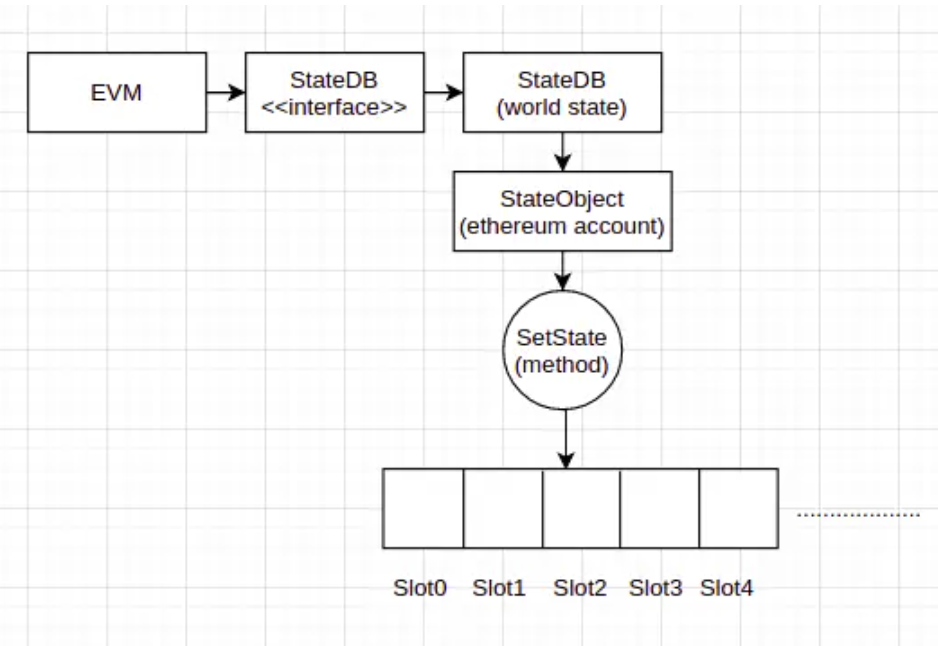 EVM
StateDB
<<interface>>
StateDB
(world state)
StateObject
(ethereum account)
SetState
(method)
Slot0 Slot1 Slot2 Slot3 Slot4